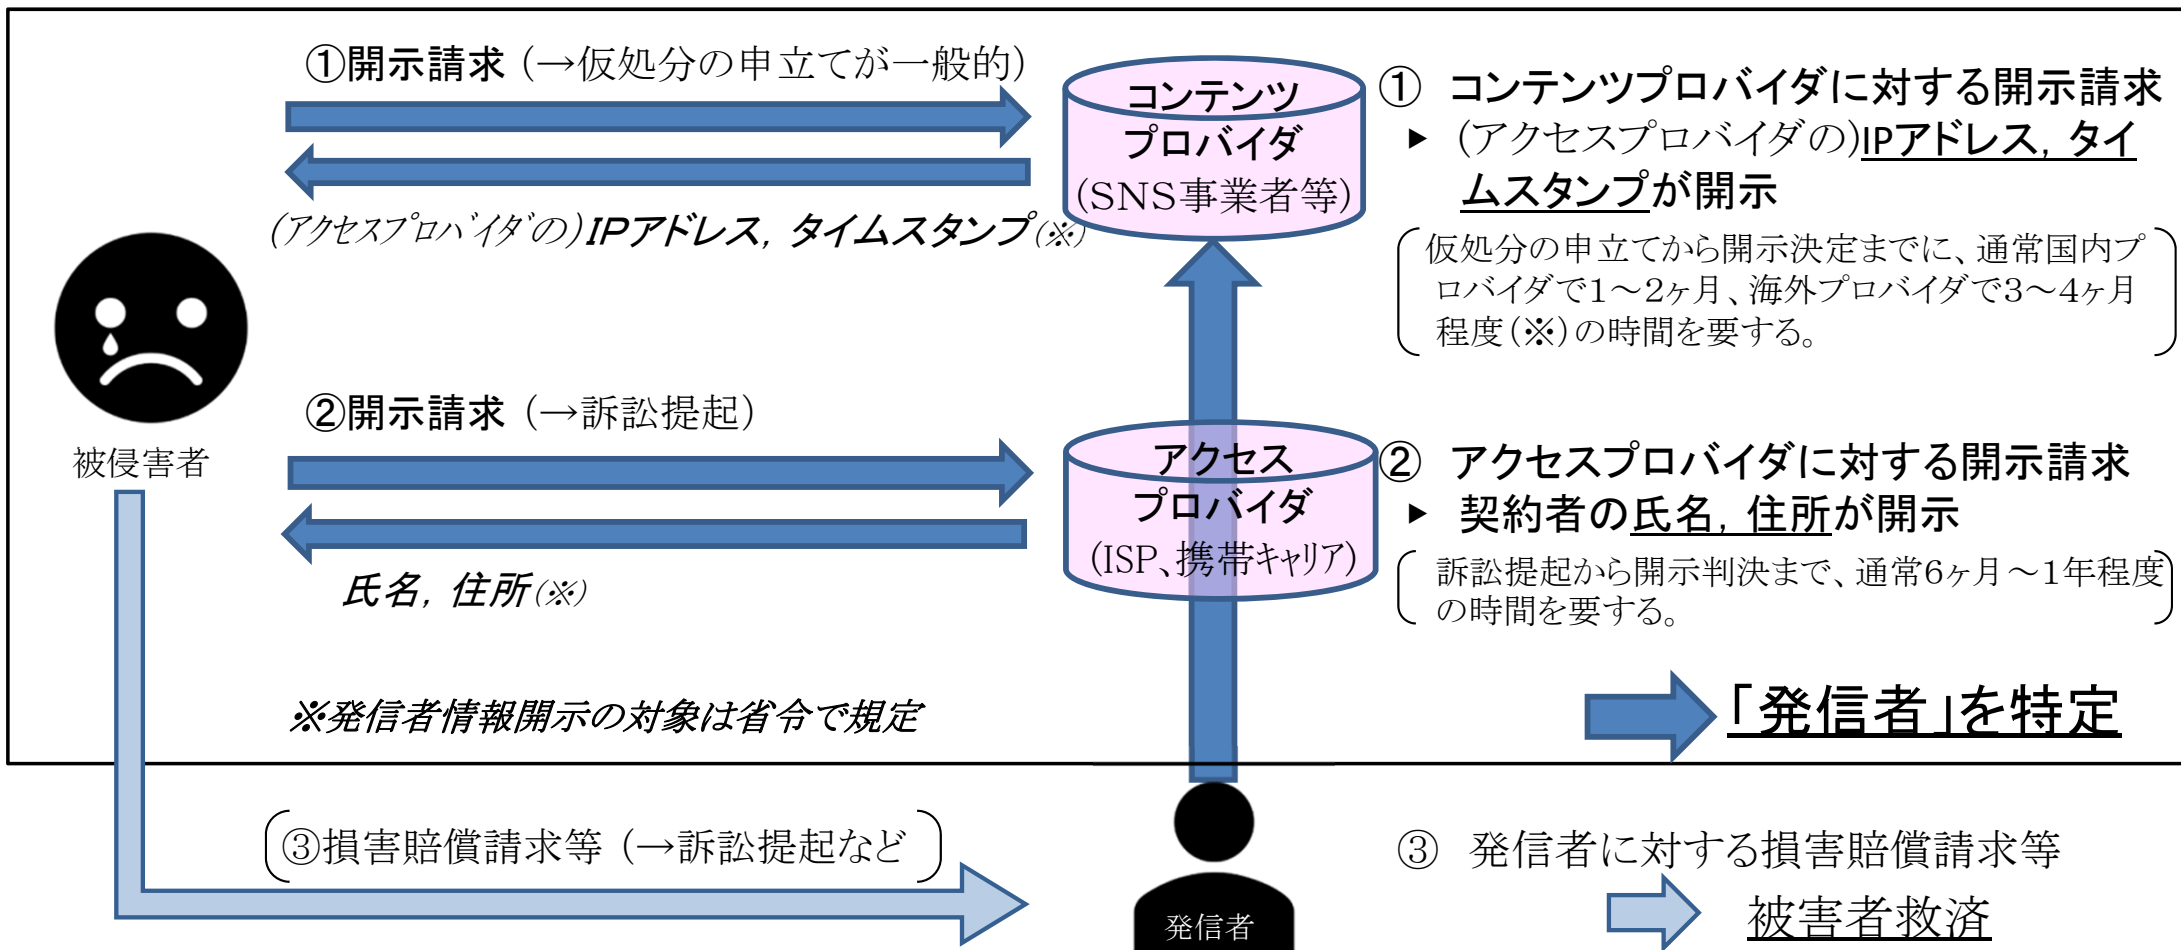 ①開示請求（→仮処分の申立てが一般的）
(アクセスプロバイダの)IPアドレス, タイムスタンプ(※)
コンテンツ
プロバイダ
(SNS事業者等)
① コンテンツプロバイダに対する開示請求
▶ (アクセスプロバイダの)IPアドレス, タイ
ムスタンプが開示
仮処分の申立てから開示決定までに、通常国内プ
ロバイダで1～2ヶ月、海外プロバイダで3～4ヶ月
程度(※)の時間を要する。
被侵害者
②開示請求（→訴訟提起）
氏名, 住所(※)
アクセス
プロバイダ
(ISP、携帯キャリア)
② アクセスプロバイダに対する開示請求
▶ 契約者の氏名, 住所が開示
訴訟提起から開示判決まで、通常6ヶ月～1年程度
の時間を要する。
※発信者情報開示の対象は省令で規定
「発信者」を特定
③損害賠償請求等（→訴訟提起など
発信者
③ 発信者に対する損害賠償請求等
被害者救済